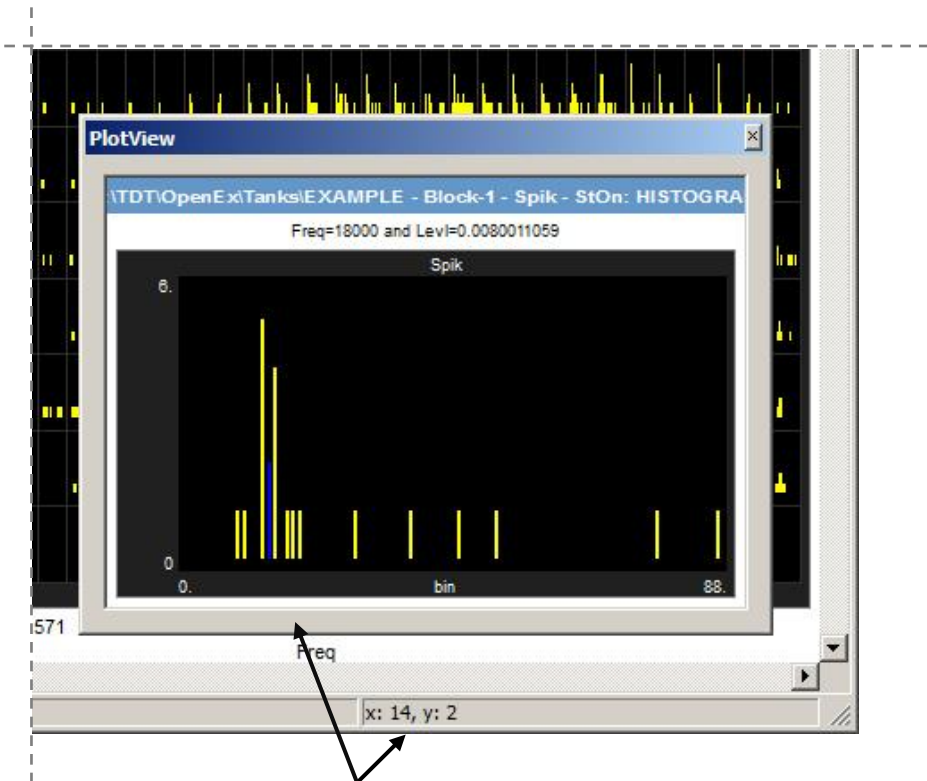 PlotView
:\TDT\OpenEx\Tanks\EXAMPLE - Block-1 - Spik - StOn: HISTOGRA
Freq=18000 and Levl=0.0080011059
Spik
6.
0
0.
bin
88.
571
Freq
x: 14, y: 2